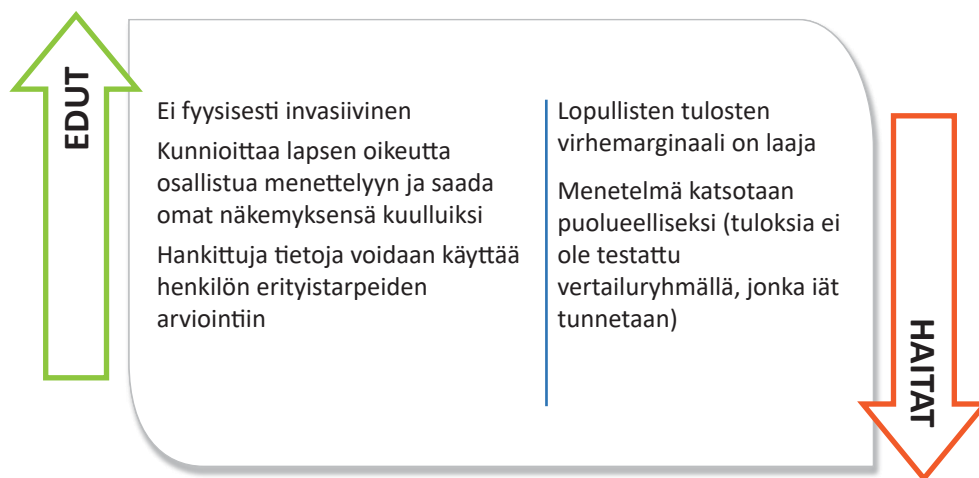 EDUT
Ei fyysisesti invasiivinen
Kunnioittaa lapsen oikeutta
osallistua menettelyyn ja saada
omat näkemyksensä kuulluiksi
Hankittuja tietoja voidaan käyttää
henkilön erityistarpeiden
arviointiin
Lopullisten tulosten
virhemarginaali on laaja
Menetelmä katsotaan
puolueelliseksi (tuloksia ei
ole testattu
vertailuryhmällä, jonka iät
tunnetaan)
HAITAT